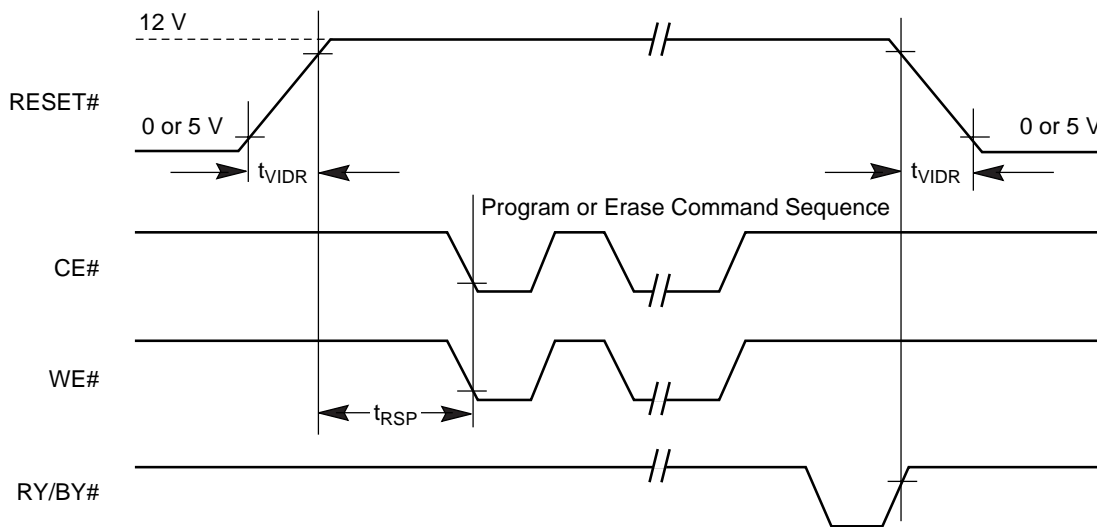 12 V
RESET#
0 or 5 V
0 or 5 V
tVIDR
tVIDR
Program or Erase Command Sequence
CE#
WE#
tRSP
RY/BY#